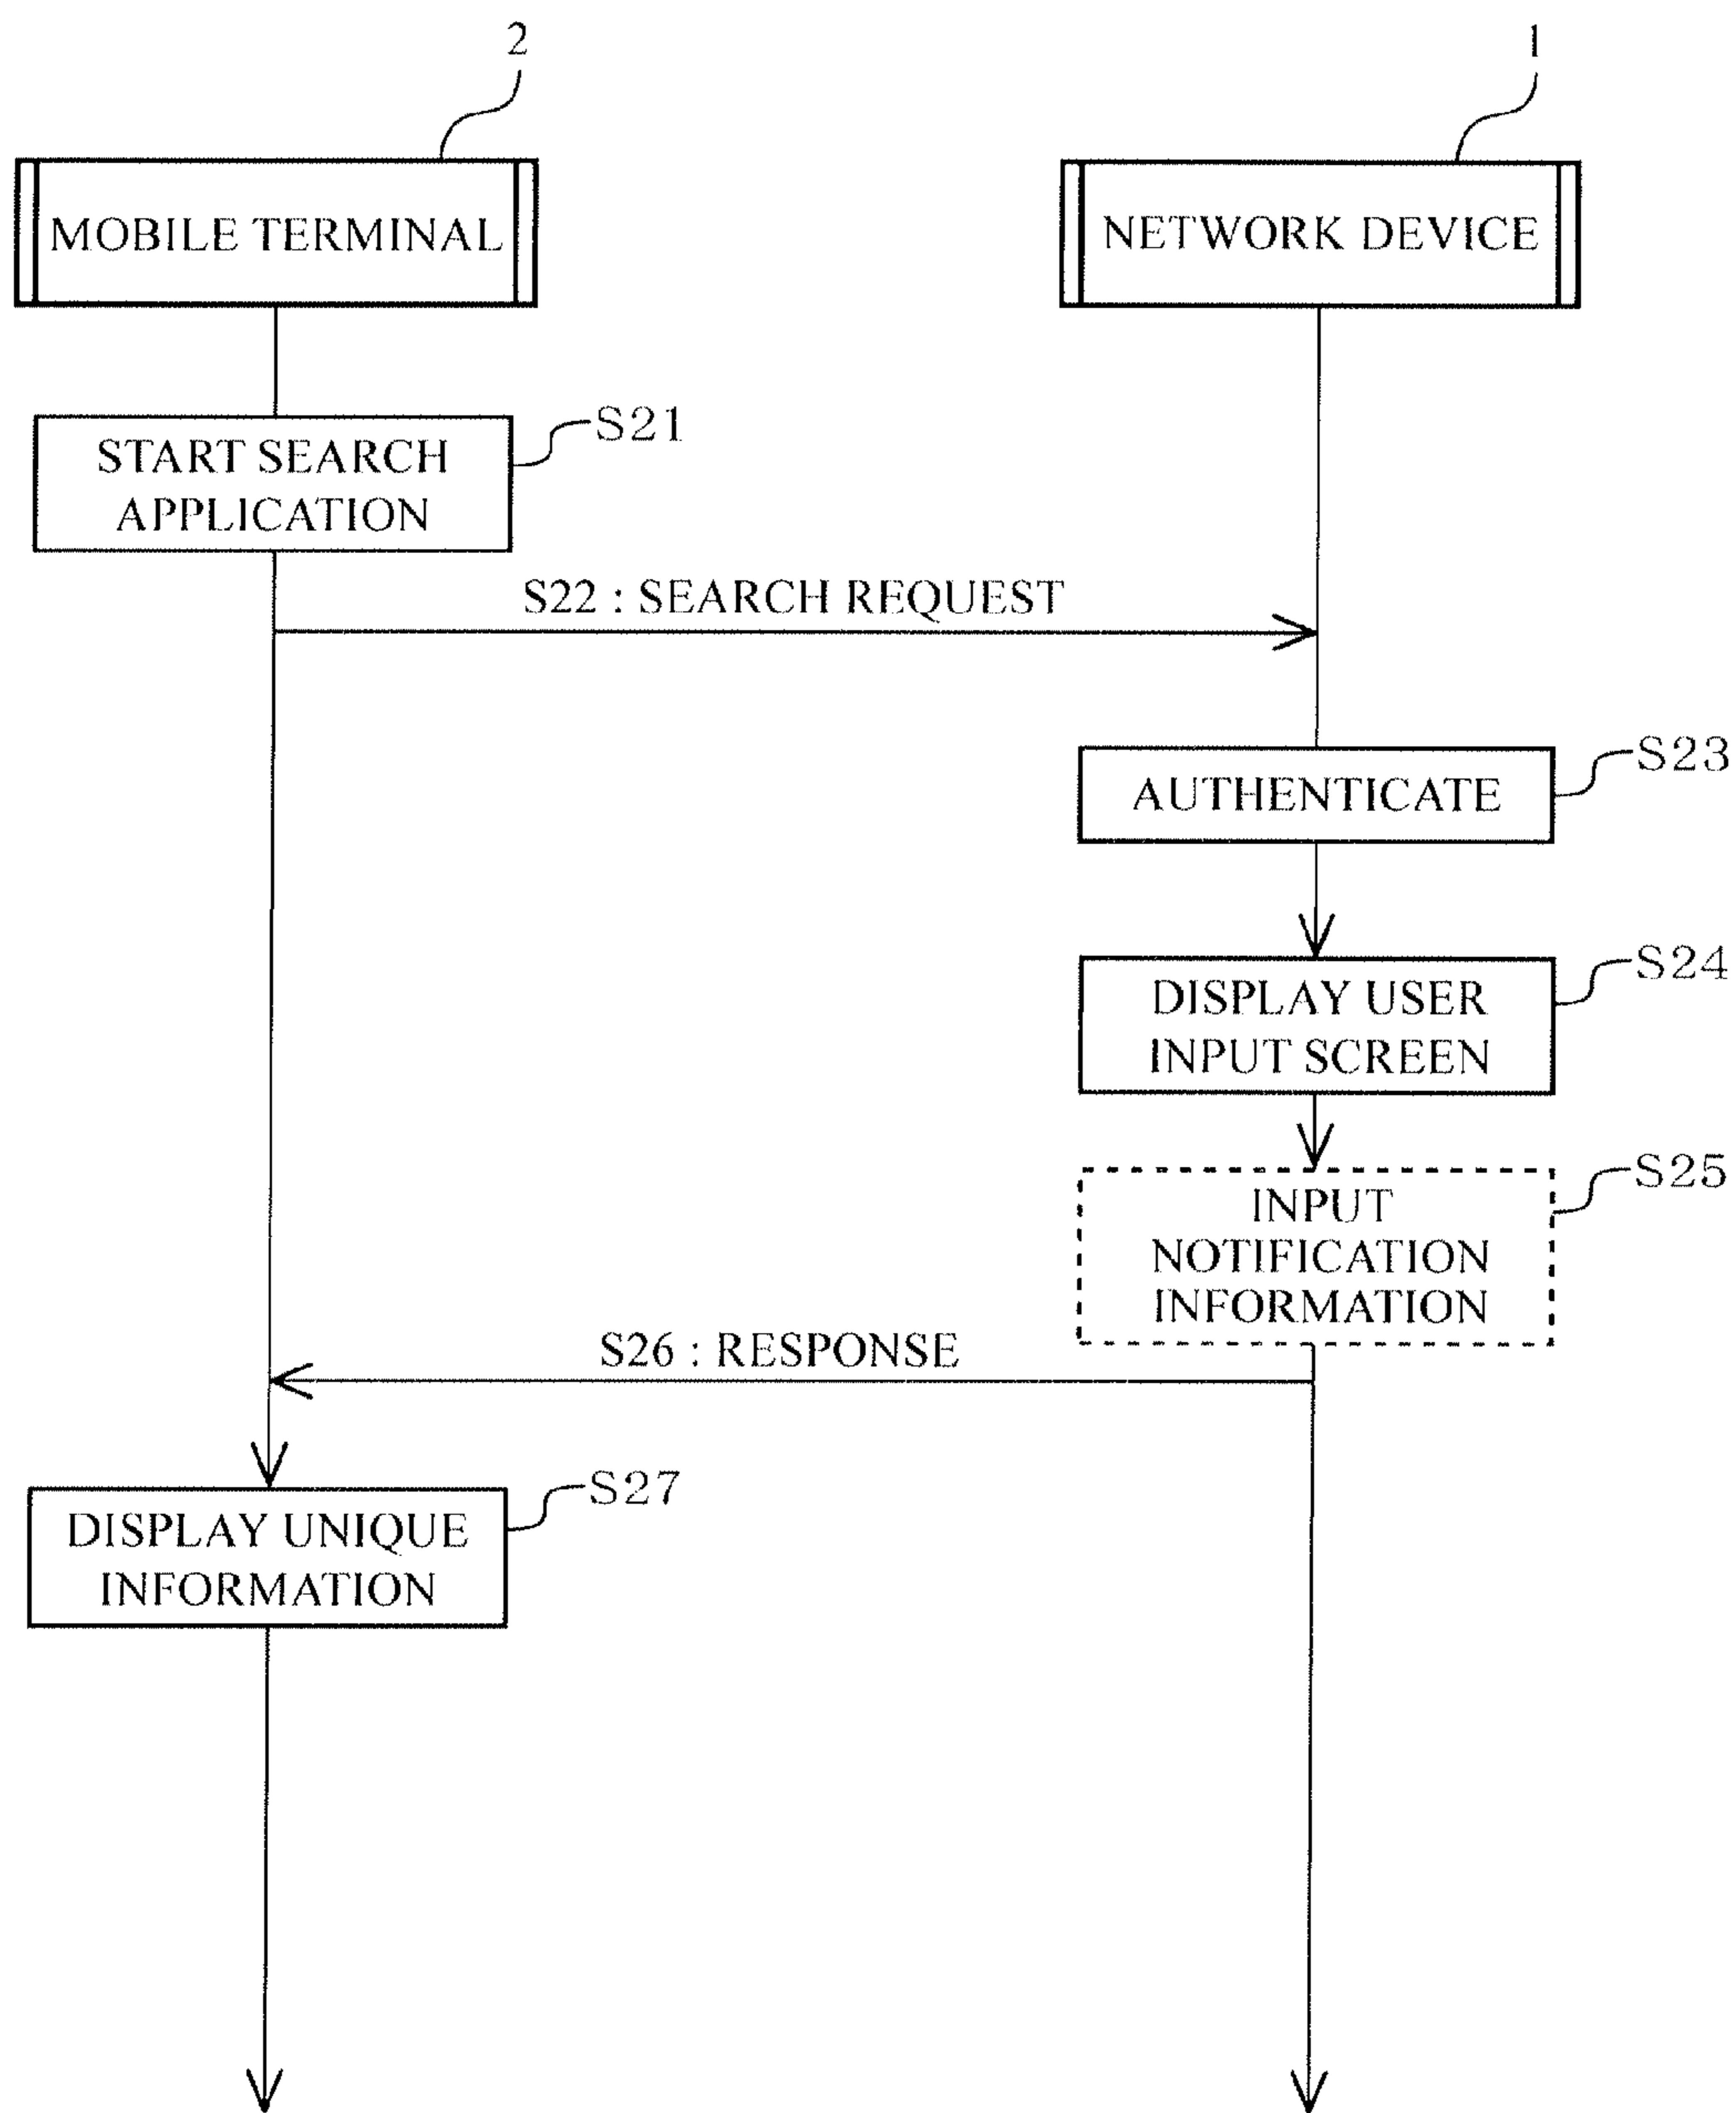 2
1
MOBILE TERMINAL
NETWORK DEVICE
START SEARCH
APPLICATION
S21
S22 : SEARCH REQUEST
AUTHENTICATE
S23
DISPLAY USER
INPUT SCREEN
S24
INPUT
NOTIFICATION
INFORMATION
S25
S26 : RESPONSE
DISPLAY UNIQUE
INFORMATION
S27